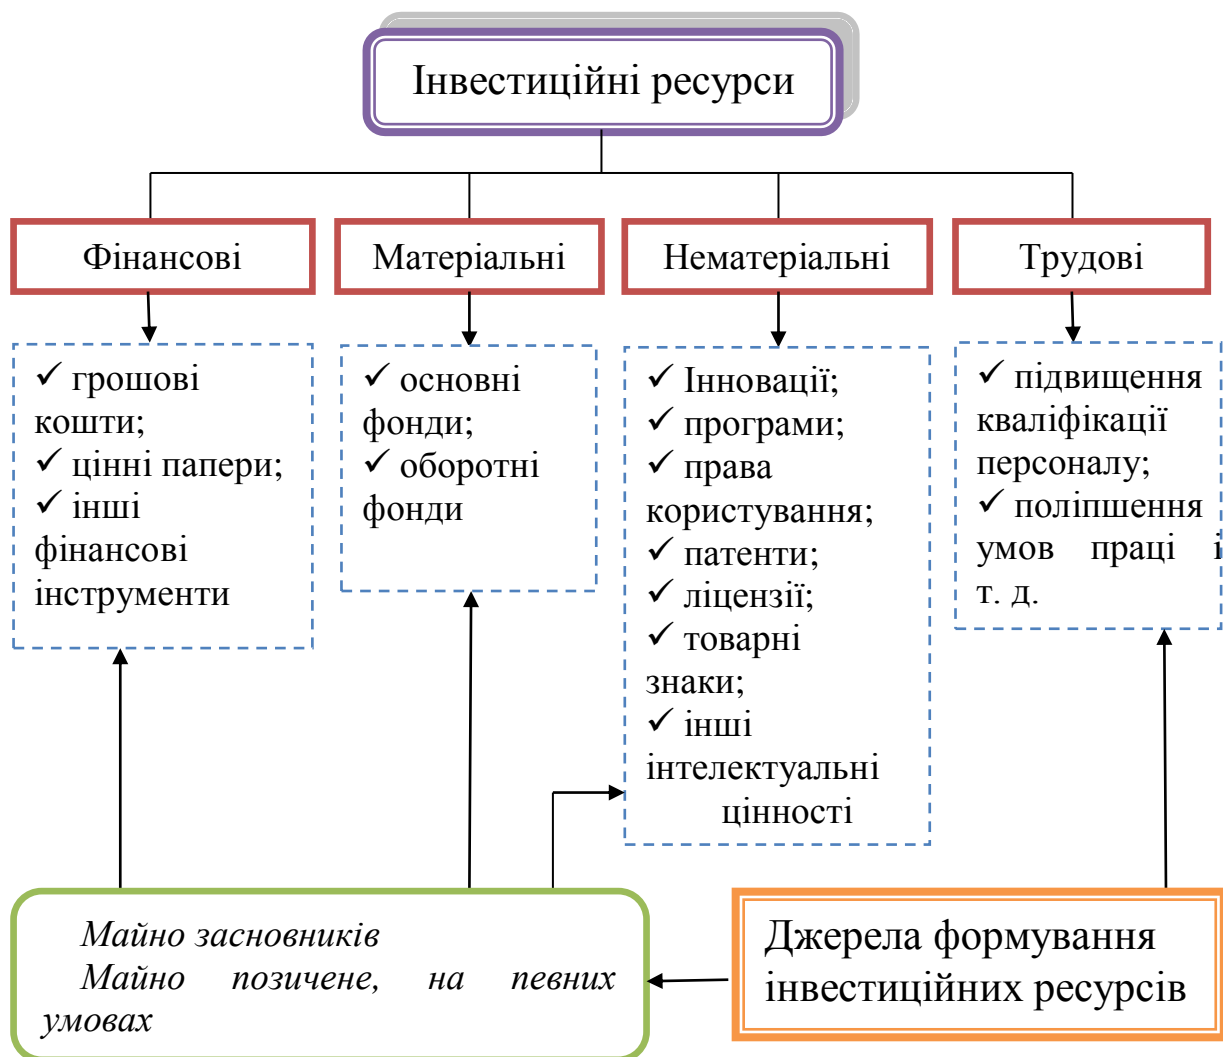 Інвестиційні ресурси
Фінансові
Матеріальні
Нематеріальні
Трудові
✓ грошові
кошти;
✓ цінні папери;
✓ інші
фінансові
інструменти
✓ основні
фонди;
✓ оборотні
фонди
✓ Інновації;
✓ програми;
✓ права
користування;
✓ патенти;
✓ ліцензії;
✓ товарні
знаки;
✓ інші
інтелектуальні
цінності
✓ підвищення
кваліфікації
персоналу;
✓ поліпшення
умов праці і
т. д.
Майно засновників
Майно позичене, на певних
умовах
Джерела формування
інвестиційних ресурсів